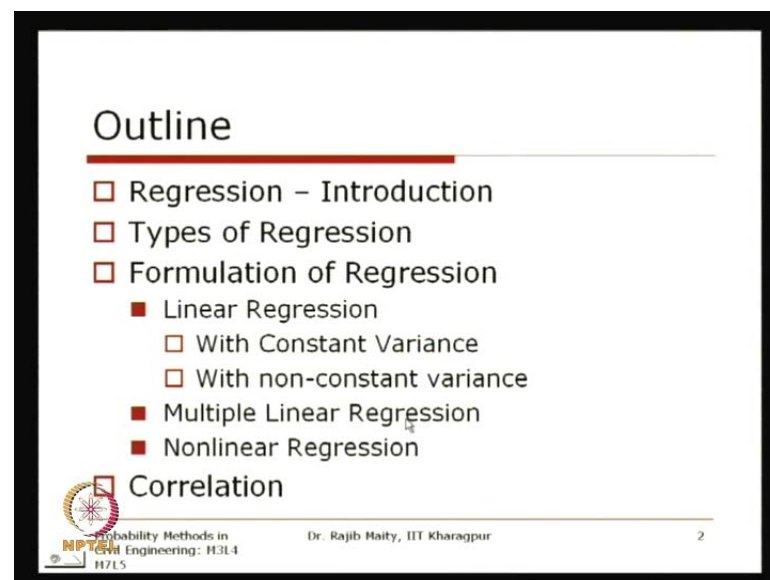 Outline
Regression – Introduction
Types of Regression
Formulation of Regression
Linear Regression
With Constant Variance
With non-constant variance
Multiple Linear Regression
Nonlinear Regression
Correlation
Probability Methods in
Civil Engineering: M3L4
M7L5
Dr. Rajib Maity, IIT Kharagpur
2
NPTEL